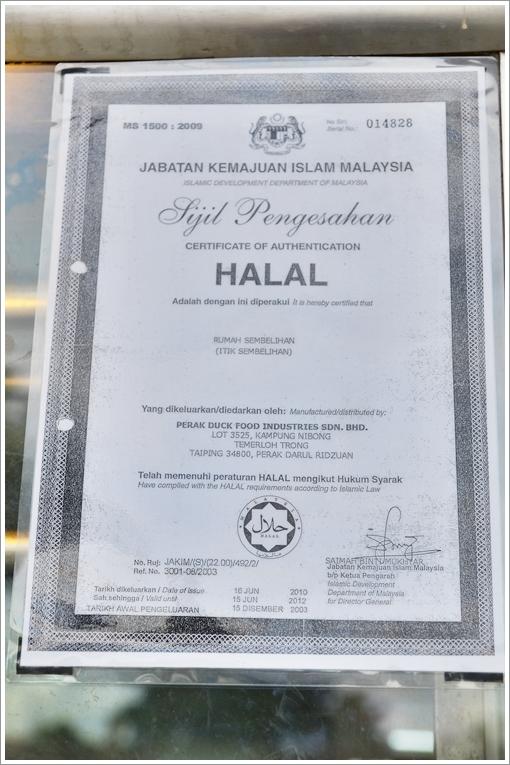 MS 1500 : 2009
No Siri:
Serial No.: 014828
JABATAN KEMAJUAN ISLAM MALAYSIA
ISLAMIC DEVELOPMENT DEPARTMENT OF MALAYSIA
Sijil Pengesahan
CERTIFICATE OF AUTHENTICATION
HALAL
Adalah dengan ini diperakui It is hereby certified that
RUMAH SEMBELIHAN
(ITIK SEMBELIHAN)
Yang dikeluarkan/diedarkan oleh: Manufactured/distributed by:
PERAK DUCK FOOD INDUSTRIES SDN. BHD.
LOT 3525, KAMPUNG NIBONG
TEMERLOH TRONG
TAIPING 34800, PERAK DARUL RIDZUAN
Telah memenuhi peraturan HALAL mengikut Hukum Syarak
Have complied with the HALAL requirements according to Islamic Law
MALAYSIA
حلال
HALAL
No. Ruj: JAKIM/(S)/(22.00)/492/2/
Ref. No. 3001-08/2003
Tarikh dikeluarkan / Date of Issue 16 JUN 2010
Sah sehingga / Valid until 15 JUN 2012
TARIKH AWAL PENGELUARAN 16 DISEMBER 2003
SAIMAH BINTI MUKHTAR
Jabatan Kemajuan Islam Malaysia
b/p Ketua Pengarah
Islamic Development
Department of Malaysia
for Director General